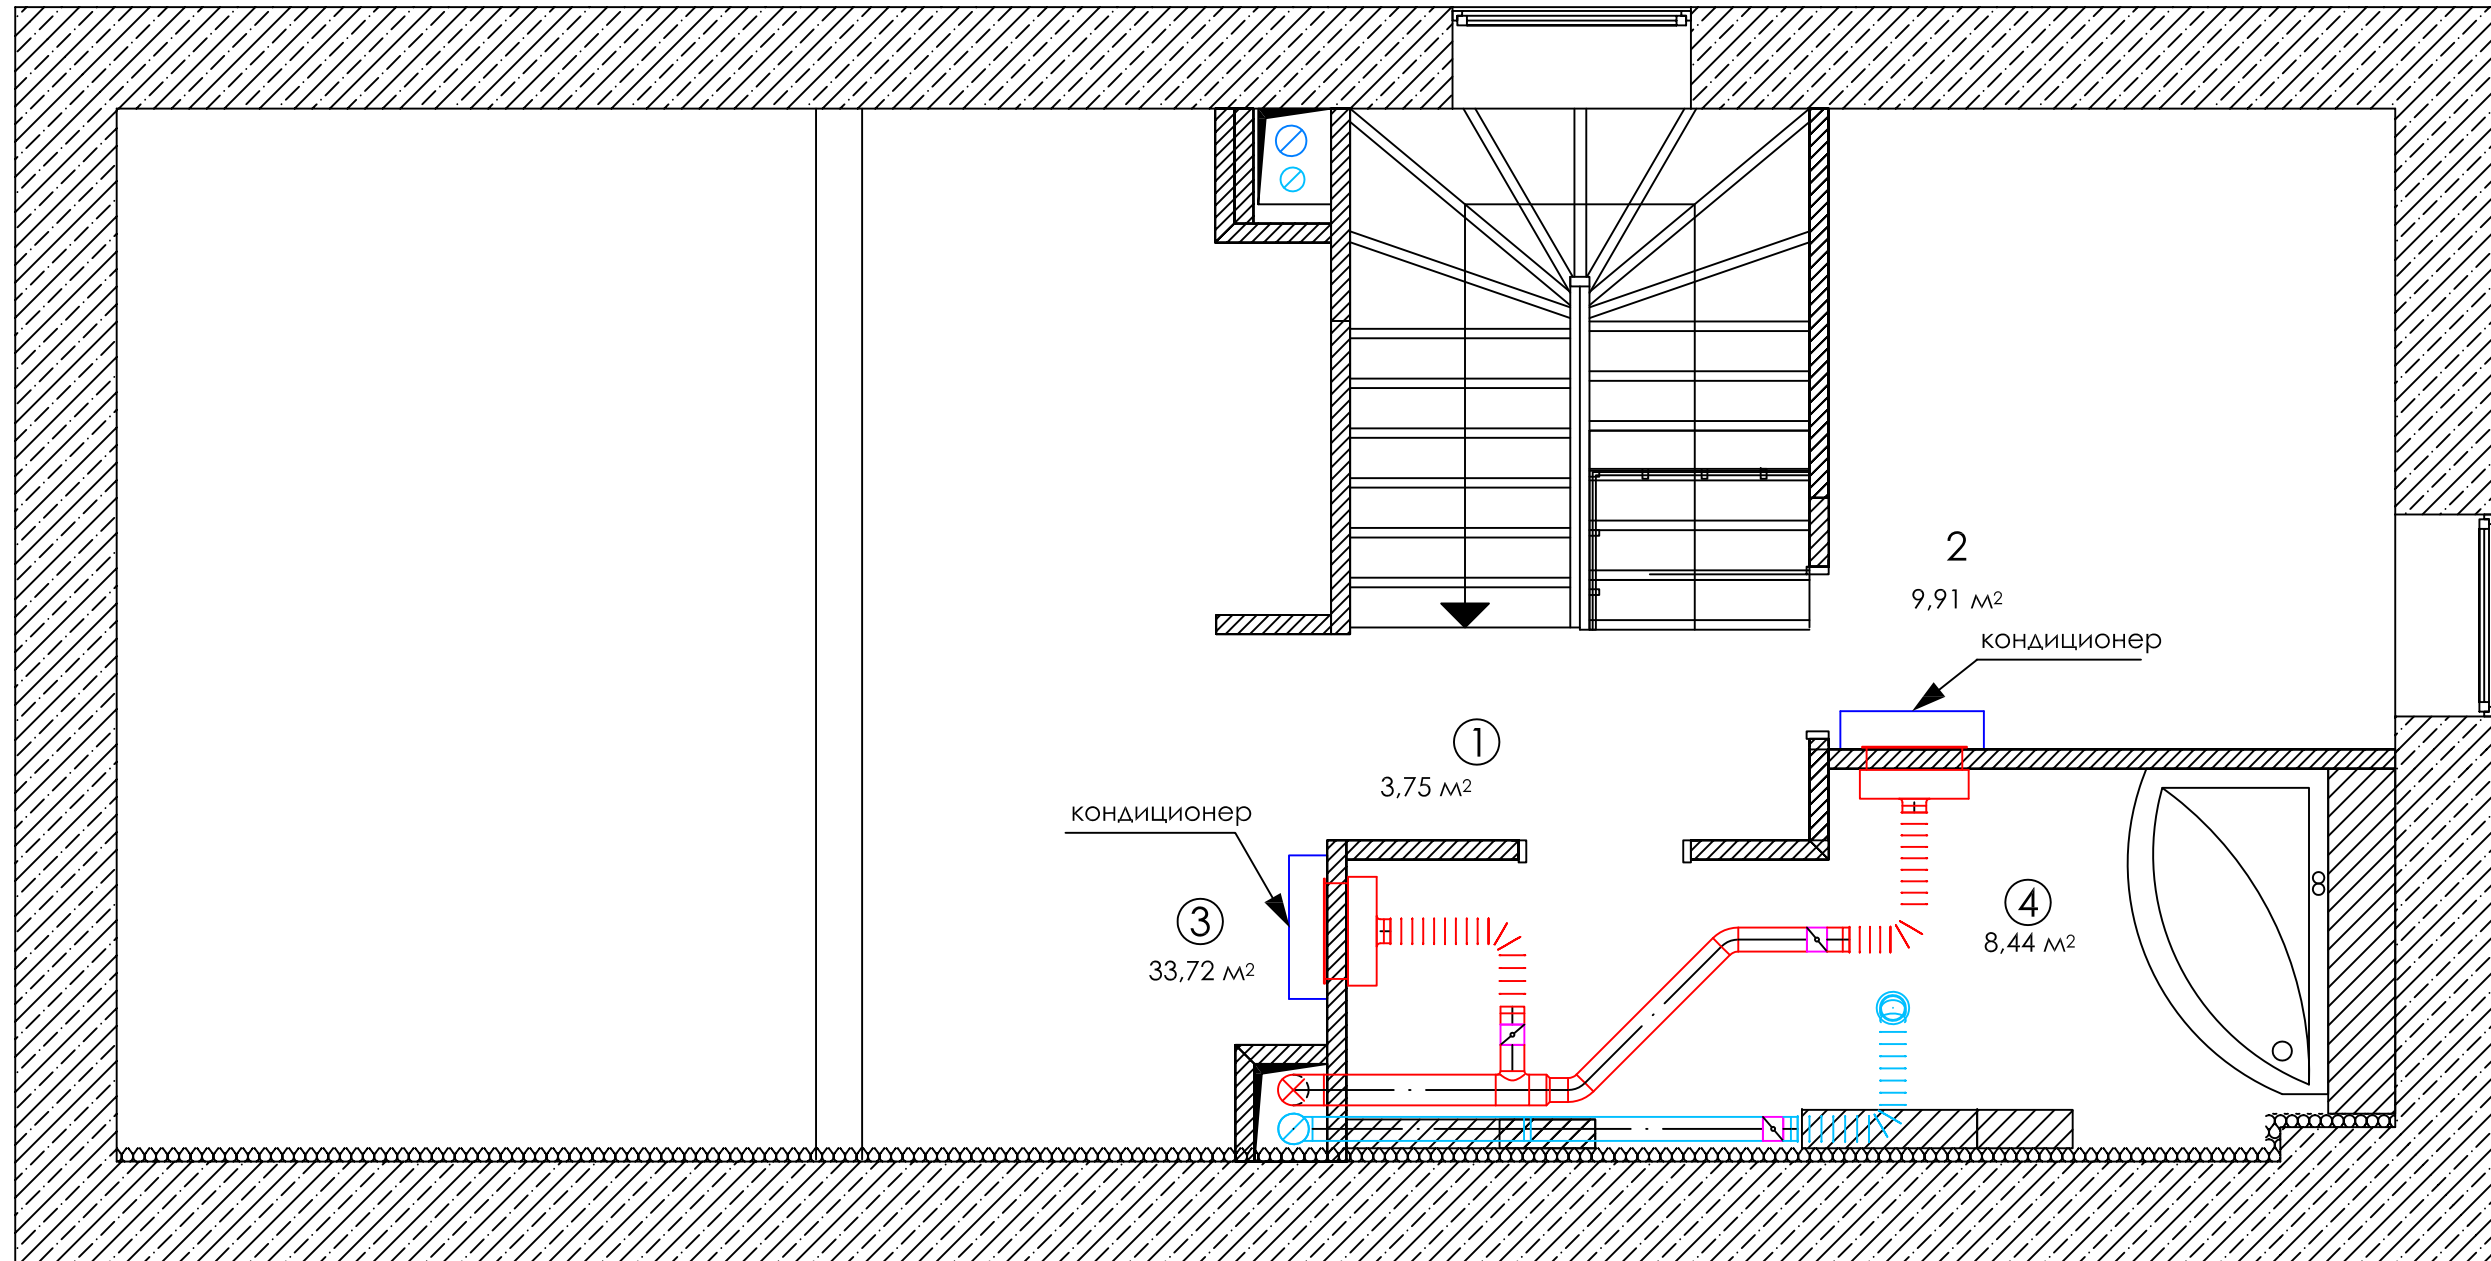 2
9,91 м²
кондиционер
1
3,75 м²
кондиционер
3
33,72 м²
4
8,44 м²